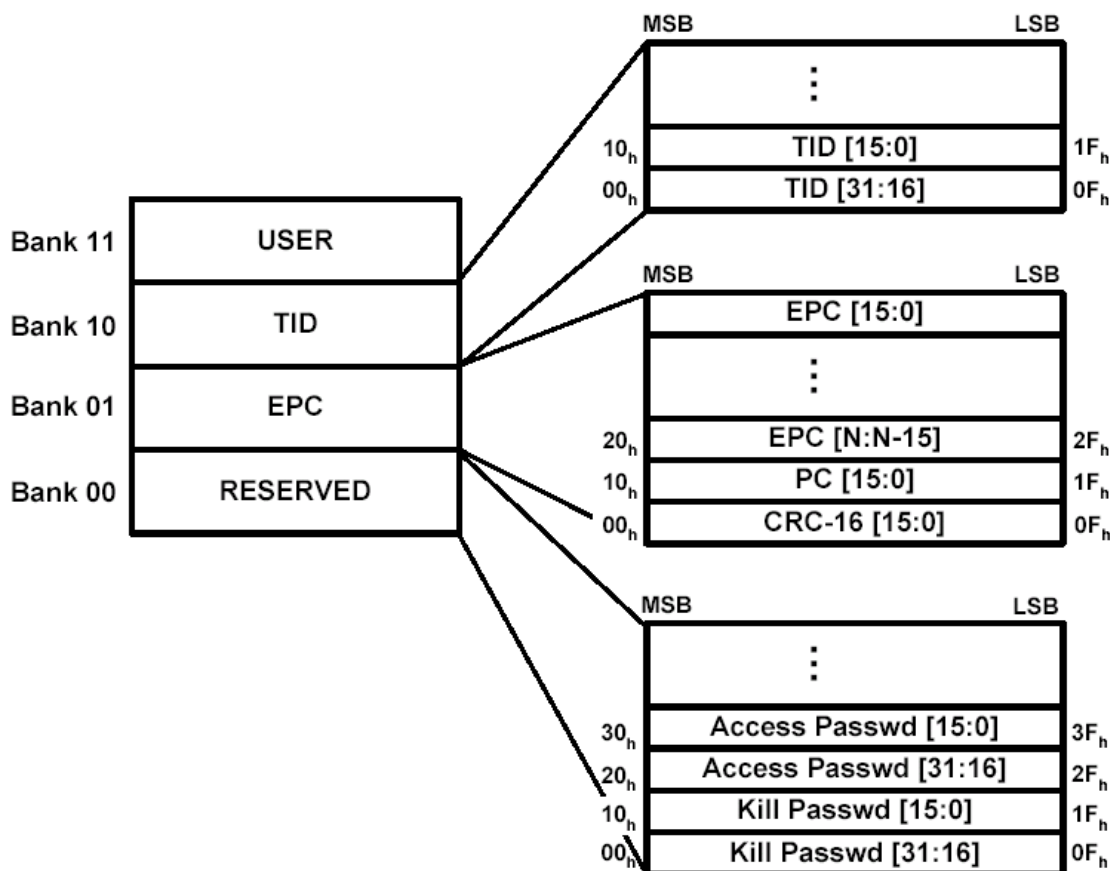 MSB LSB
⋮
10h TID [15:0] 1Fh
00h TID [31:16] 0Fh
Bank 11 USER
Bank 10 TID
Bank 01 EPC
Bank 00 RESERVED
MSB LSB
EPC [15:0]
⋮
20h EPC [N:N-15] 2Fh
10h PC [15:0] 1Fh
00h CRC-16 [15:0] 0Fh
MSB LSB
⋮
30h Access Passwd [15:0] 3Fh
20h Access Passwd [31:16] 2Fh
10h Kill Passwd [15:0] 1Fh
00h Kill Passwd [31:16] 0Fh